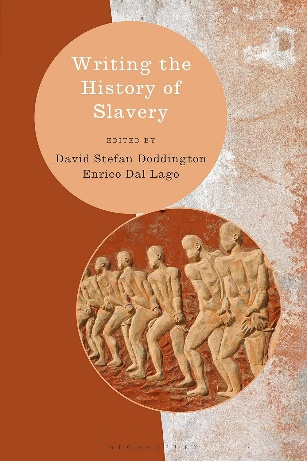 Writing the
History of
Slavery
EDITED BY
David Stefan Doddington
Enrico Dal Lago